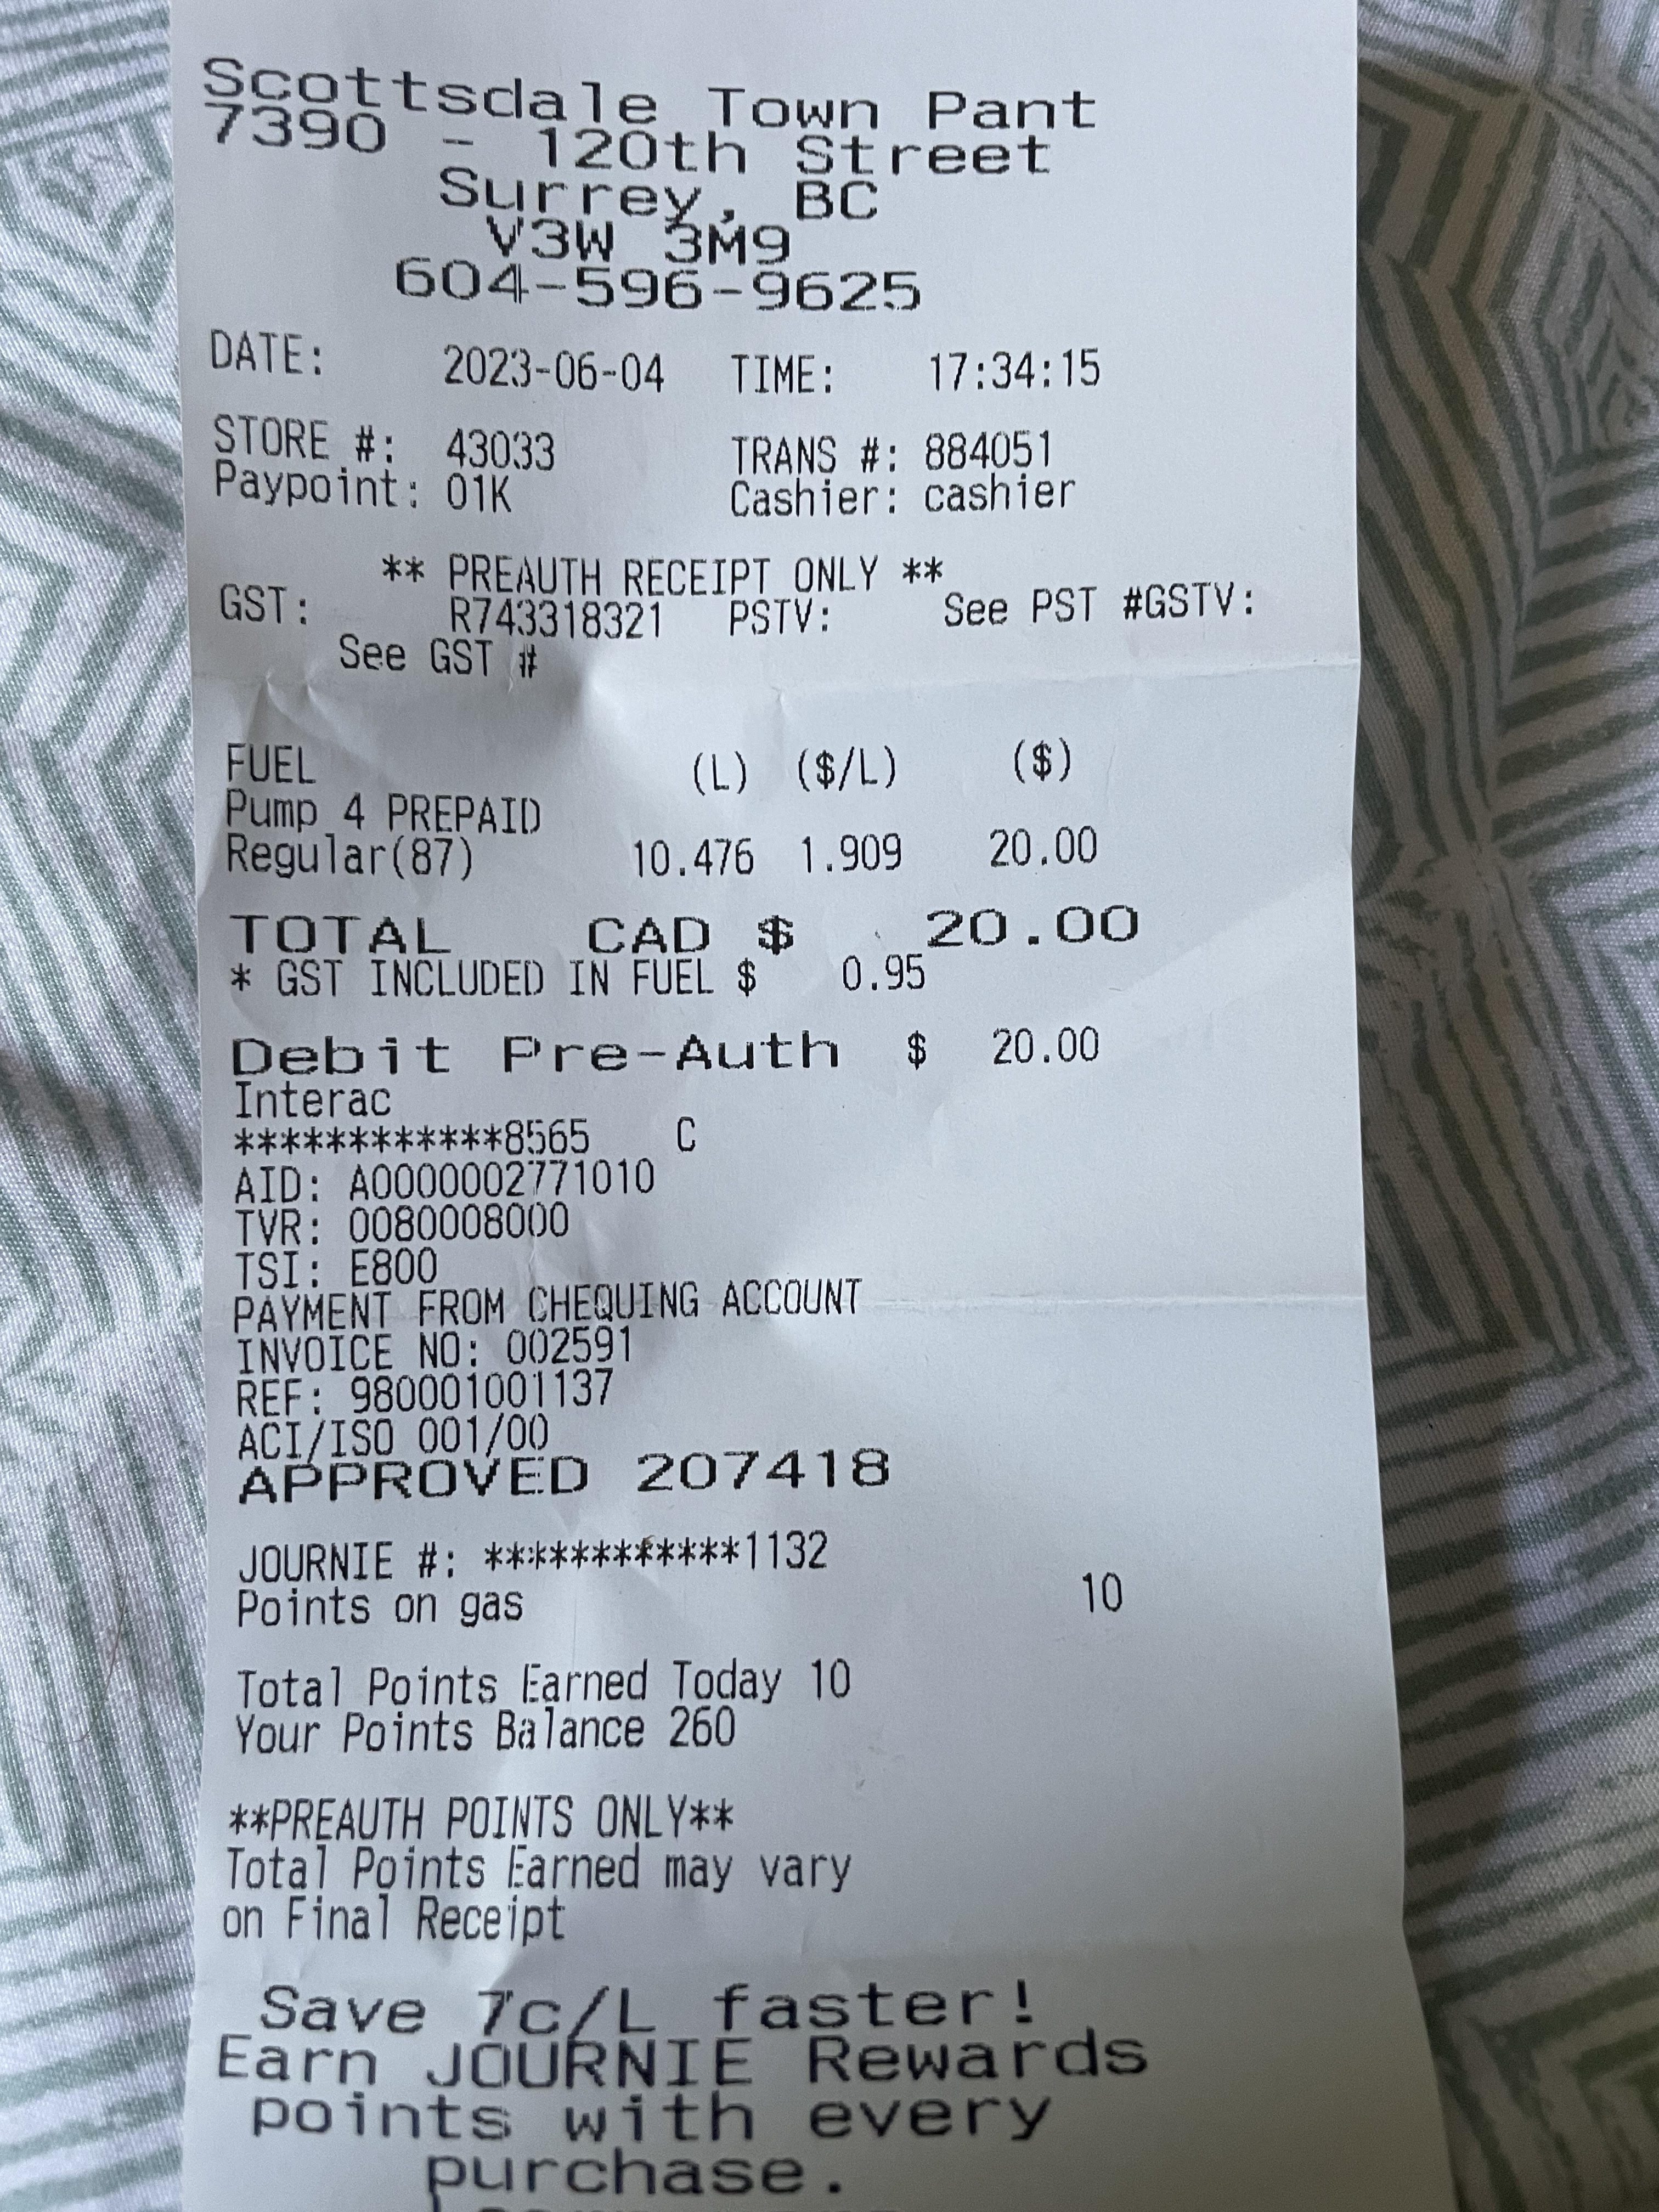 Scottsdale Town Pant
7390 - 120th Street
Surrey, BC
V3W 3M9
604-596-9625
DATE: 2023-06-04 TIME: 17:34:15
STORE #: 43033 TRANS #: 884051
Paypoint: 01K Cashier: cashier
** PREAUTH RECEIPT ONLY **
GST: R743318321 PSTV: See PST #GSTV:
See GST #
FUEL (L) ($/L) ($)
Pump 4 PREPAID
Regular(87) 10.476 1.909 20.00
TOTAL CAD $ 20.00
* GST INCLUDED IN FUEL $ 0.95
Debit Pre-Auth $ 20.00
Interac
************8565 C
AID: A0000002771010
TVR: 0080008000
TSI: E800
PAYMENT FROM CHEQUING ACCOUNT
INVOICE NO: 002591
REF: 980001001137
ACI/ISO 001/00
APPROVED 207418
JOURNIE #: ************1132
Points on gas 10
Total Points Earned Today 10
Your Points Balance 260
**PREAUTH POINTS ONLY**
Total Points Earned may vary
on Final Receipt
Save 7c/L faster!
Earn JOURNIE Rewards
points with every
purchase.